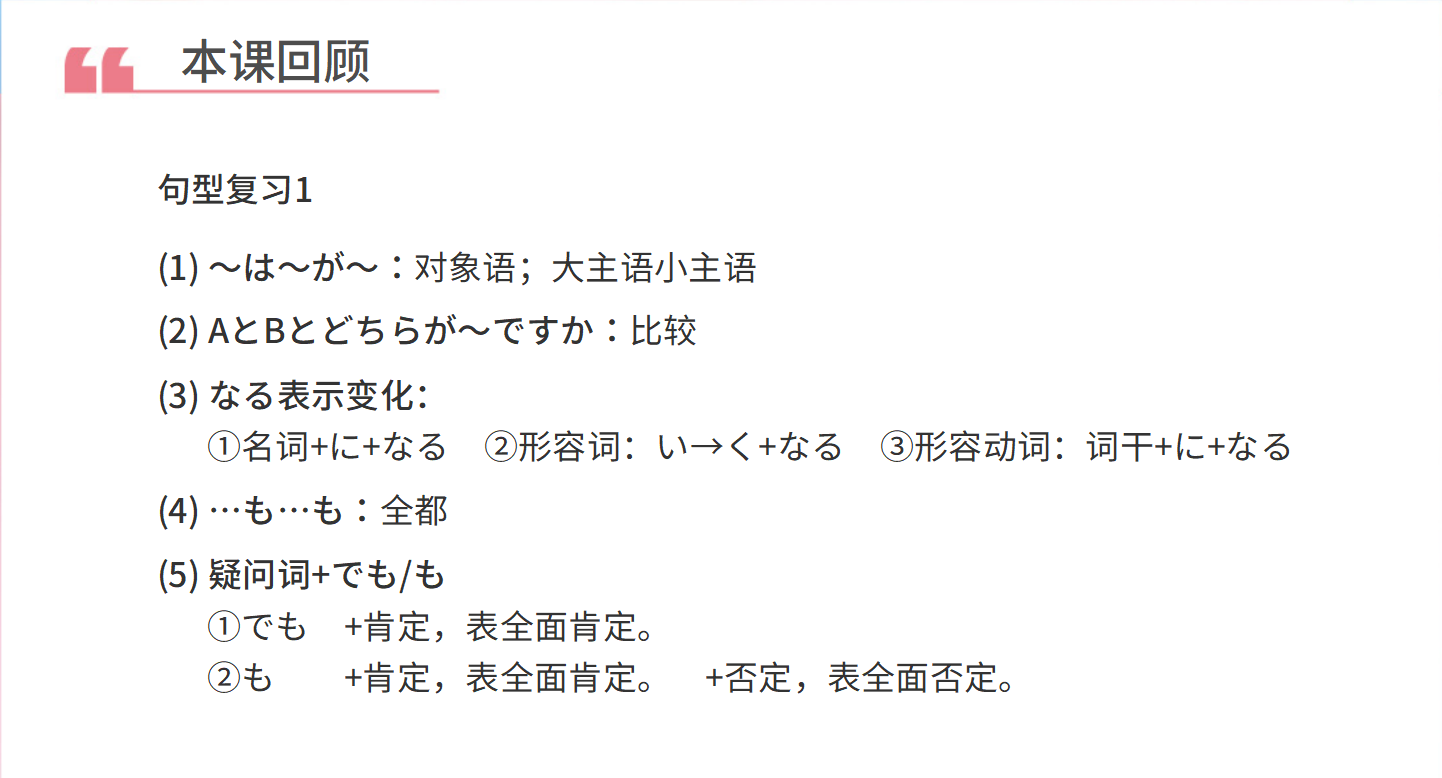 本课回顾
句型复习1
(1) ～は～が～：对象语；大主语小主语
(2) AとBとどちらが～ですか：比较
(3) なる表示变化：
①名词+に+なる　②形容词：い→く+なる　③形容动词：词干+に+なる
(4) …も…も：全都
(5) 疑问词+でも/も
①でも　+肯定，表全面肯定。
②も　　+肯定，表全面肯定。　+否定，表全面否定。